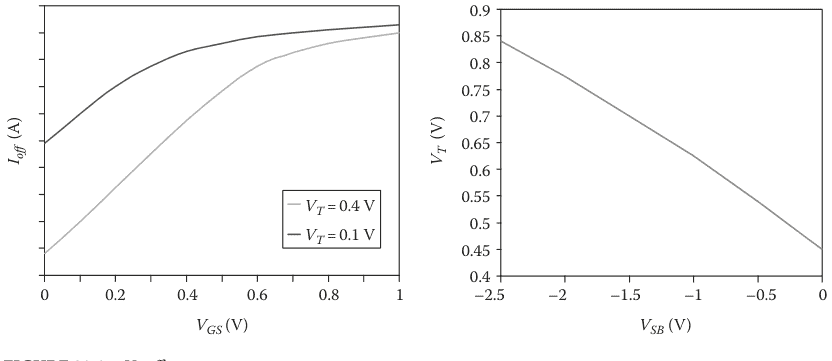 I_off (A)
V_T = 0.4 V
V_T = 0.1 V
0 0.2 0.4 0.6 0.8 1
V_GS (V)
V_T (V)
0.9
0.85
0.8
0.75
0.7
0.65
0.6
0.55
0.5
0.45
0.4
−2.5 −2 −1.5 −1 −0.5 0
V_SB (V)